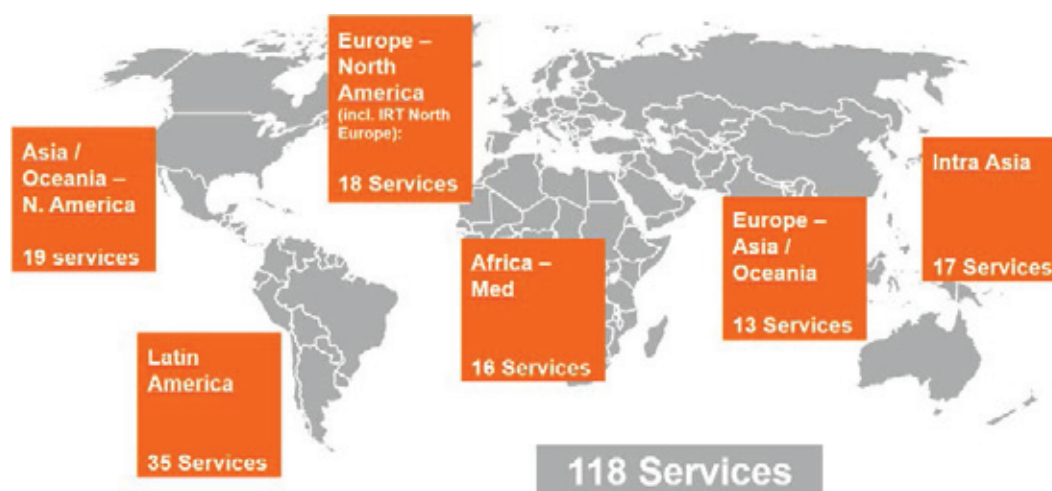 Europe –
North
America
(incl. IRT North
Europe):
18 Services
Asia /
Oceania –
N. America
19 services
Intra Asia
17 Services
Europe –
Asia /
Oceania
13 Services
Africa –
Med
16 Services
Latin
America
35 Services
118 Services